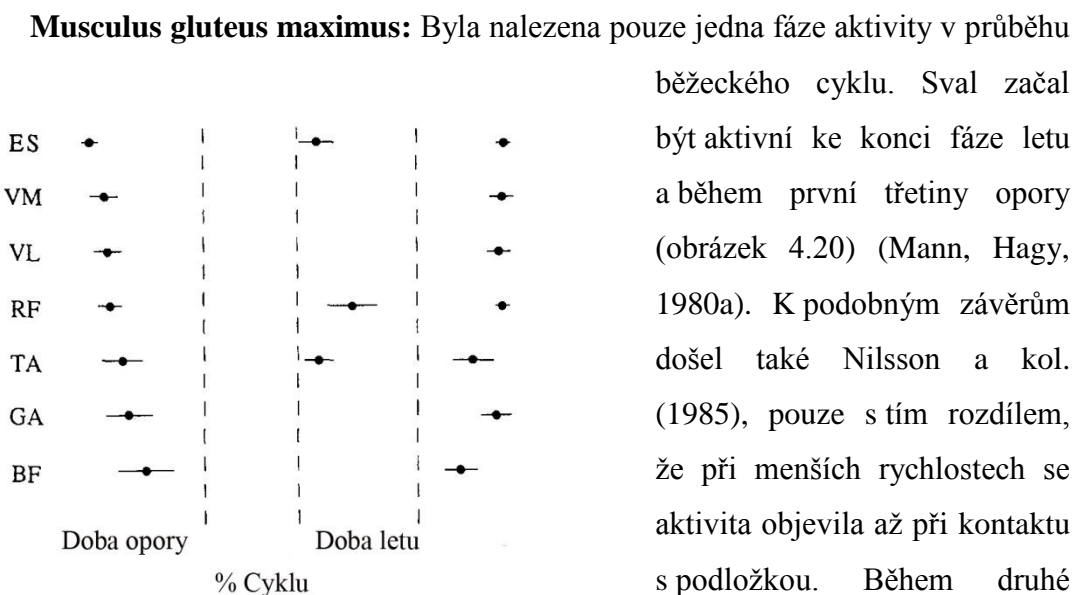 Musculus gluteus maximus: Byla nalezena pouze jedna fáze aktivity v průběhu
běžeckého cyklu. Sval začal
být aktivní ke konci fáze letu
a během první třetiny opory
(obrázek 4.20) (Mann, Hagy,
1980a). K podobným závěrům
došel také Nilsson a kol.
(1985), pouze s tím rozdílem,
že při menších rychlostech se
aktivita objevila až při kontaktu
s podložkou. Během druhé
ES
VM
VL
RF
TA
GA
BF
Doba opory Doba letu
% Cyklu